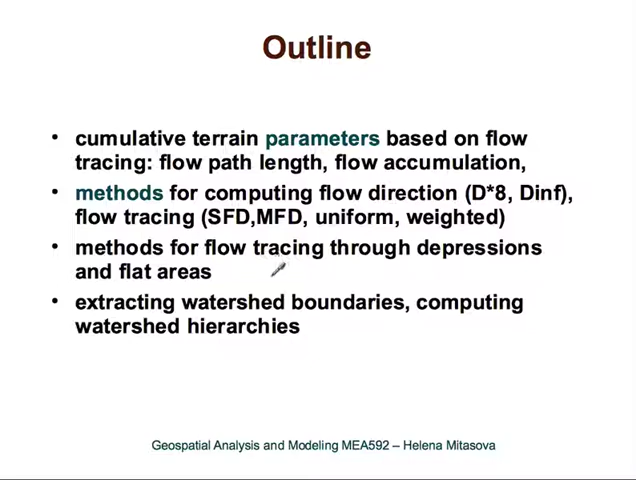 Outline
• cumulative terrain parameters based on flow
tracing: flow path length, flow accumulation,
• methods for computing flow direction (D*8, Dinf),
flow tracing (SFD,MFD, uniform, weighted)
• methods for flow tracing through depressions
and flat areas
• extracting watershed boundaries, computing
watershed hierarchies
Geospatial Analysis and Modeling MEA592 – Helena Mitasova